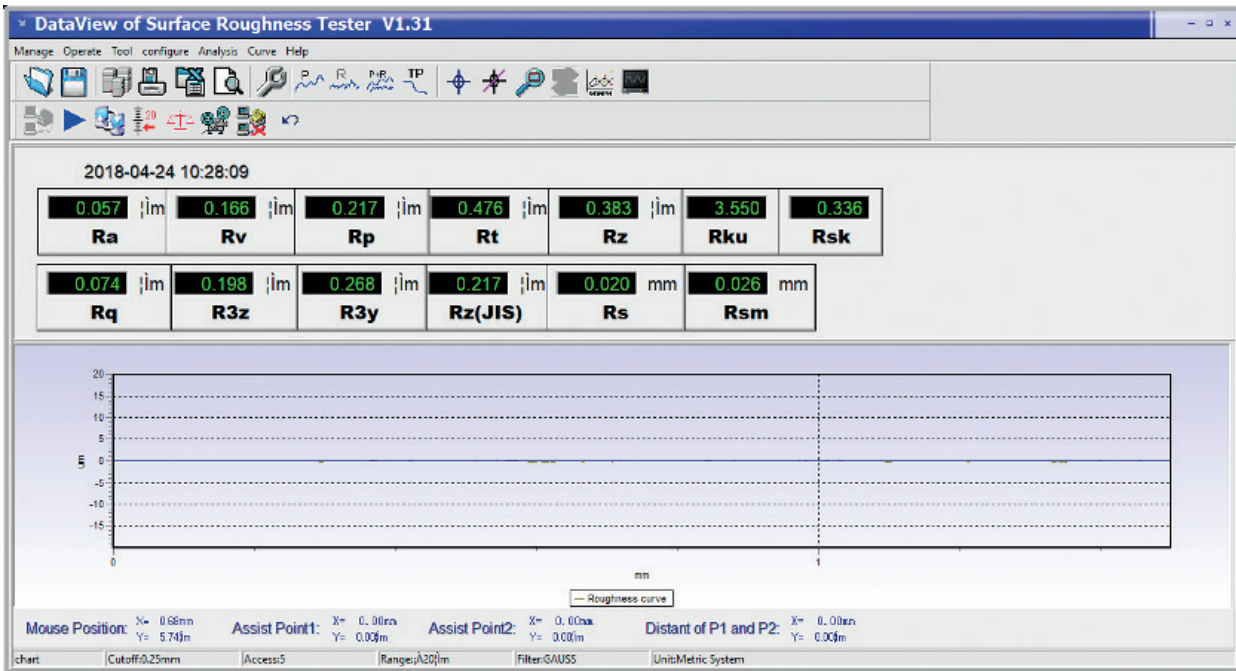 DataView of Surface Roughness Tester V1.31
Manage Operate Tool configure Analysis Curve Help
P R P+R TP
20
2018-04-24 10:28:09
0.057 ¦Ìm 0.166 ¦Ìm 0.217 ¦Ìm 0.476 ¦Ìm 0.383 ¦Ìm 3.550 0.336
Ra Rv Rp Rt Rz Rku Rsk
0.074 ¦Ìm 0.198 ¦Ìm 0.268 ¦Ìm 0.217 ¦Ìm 0.020 mm 0.026 mm
Rq R3z R3y Rz(JIS) Rs Rsm
20
15
10
5
um 0
-5
-10
-15
0 1
mm
Roughness curve
Mouse Position: X= 0.68mm Assist Point1: X= 0.00mm Assist Point2: X= 0.00mm Distant of P1 and P2: X= 0.00mm
Y= 5.74¦Ìm Y= 0.00¦Ìm Y= 0.00¦Ìm Y= 0.00¦Ìm
chart Cutoff:0.25mm Access:5 Range:¡À20¦Ìm Filter:GAUSS Unit:Metric System